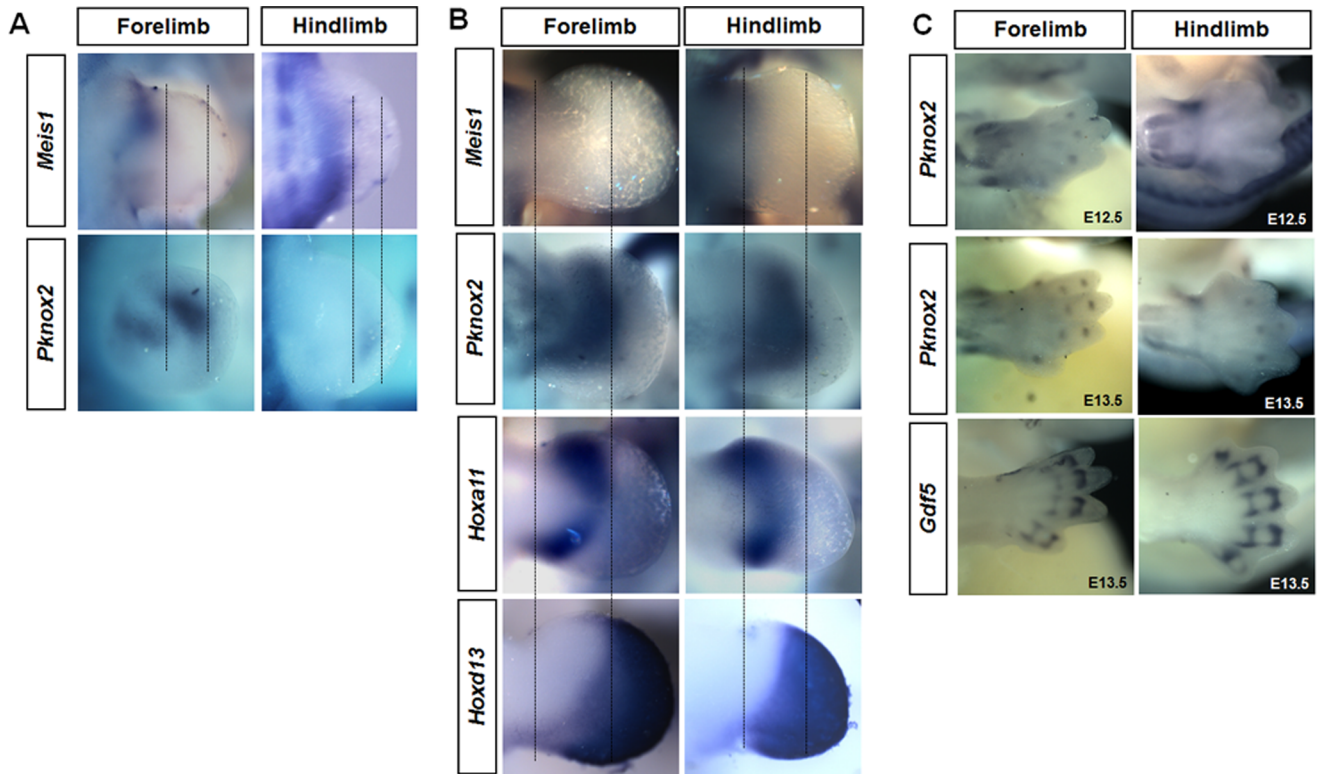 A
Forelimb
Hindlimb
Meis1
Pknox2
B
Forelimb
Hindlimb
Meis1
Pknox2
Hoxa11
Hoxd13
C
Forelimb
Hindlimb
Pknox2
E12.5
E12.5
Pknox2
E13.5
E13.5
Gdf5
E13.5
E13.5